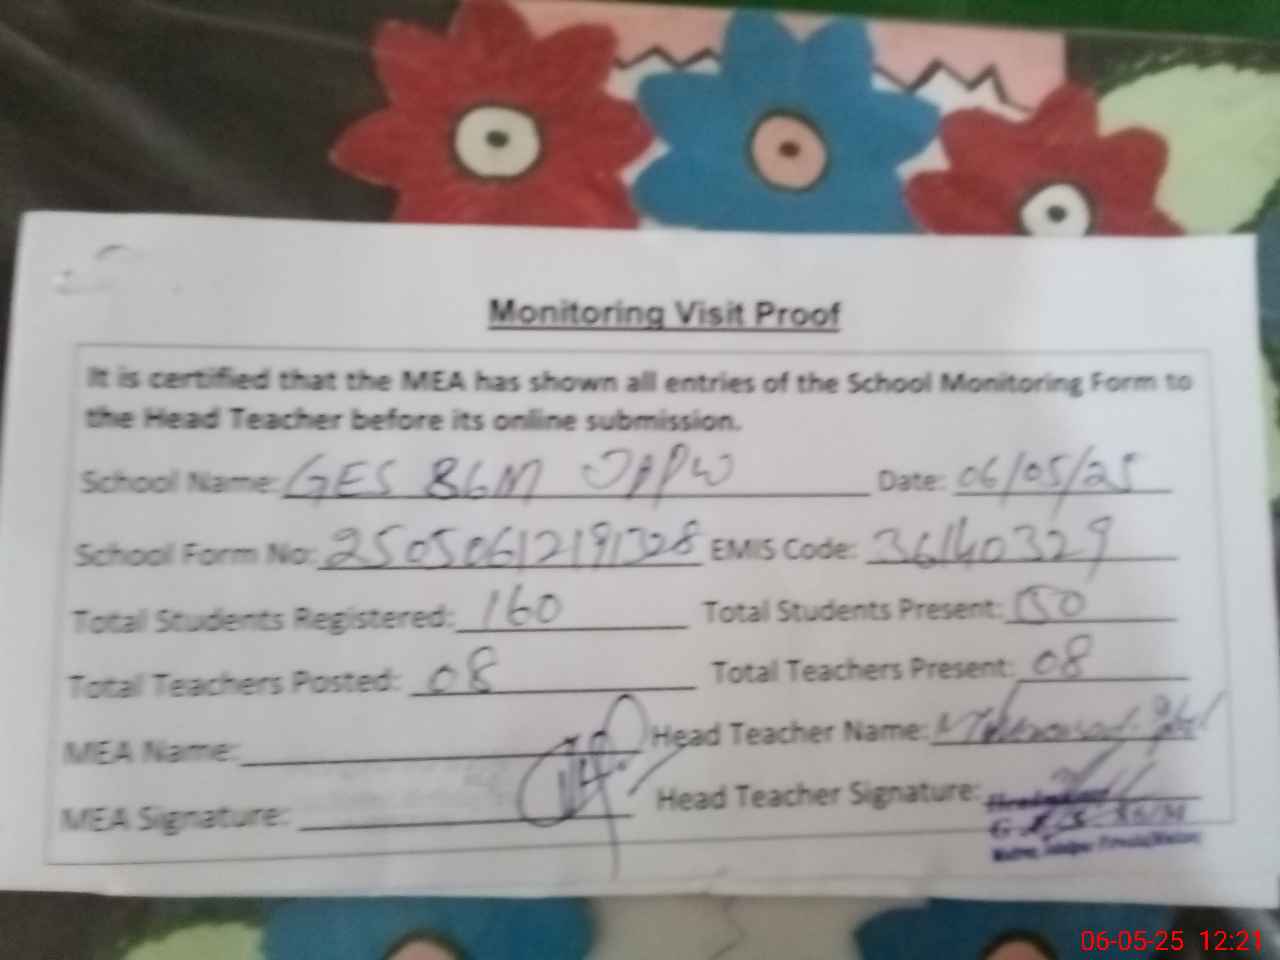 Monitoring Visit Proof
It is certified that the MEA has shown all entries of the School Monitoring Form to
the Head Teacher before its online submission.
School Name: GES 86M JAPW Date: 06/05/25
School Form No: 25050612191328 EMIS Code: 36140329
Total Students Registered: 160 Total Students Present: 150
Total Teachers Posted: 08 Total Teachers Present: 08
MEA Name: Head Teacher Name:
MEA Signature: Head Teacher Signature:
06-05-25 12:21